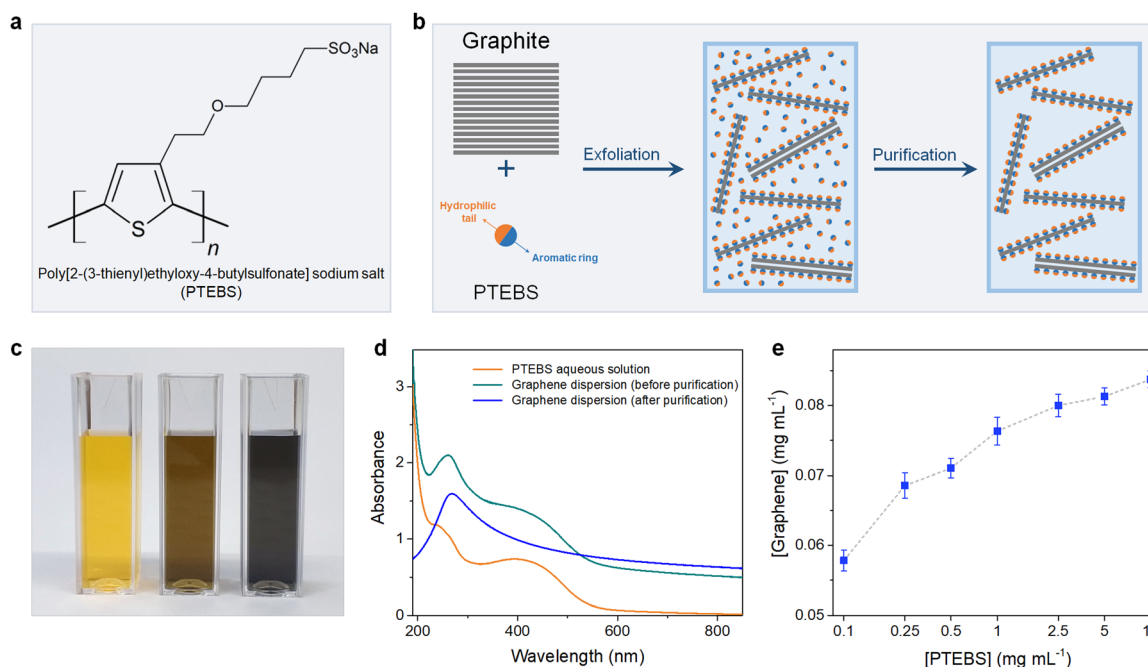 a
SO3Na
O
S
n
Poly[2-(3-thienyl)ethyloxy-4-butylsulfonate] sodium salt
(PTEBS)
b
Graphite
+
Hydrophilic
tail
Aromatic ring
PTEBS
Exfoliation
Purification
c
d
PTEBS aqueous solution
Graphene dispersion (before purification)
Graphene dispersion (after purification)
Absorbance
3
2
1
0
200 400 600 800
Wavelength (nm)
e
[Graphene] (mg mL⁻¹)
0.08
0.07
0.06
0.05
0.1 0.25 0.5 1 2.5 5
[PTEBS] (mg mL⁻¹)